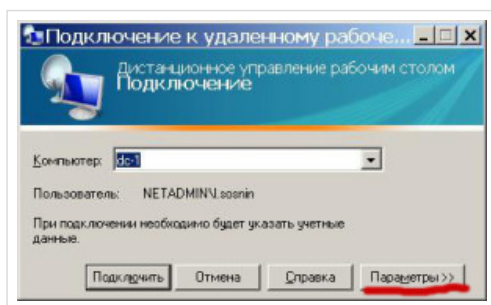 Подключение к удаленному рабоче...
Дистанционное управление рабочим столом
Подключение
Компьютер: dc-1
Пользователь: NETADMIN\l.sosnin
При подключении необходимо будет указать учетные
данные.
Подключить Отмена Справка Параметры >>